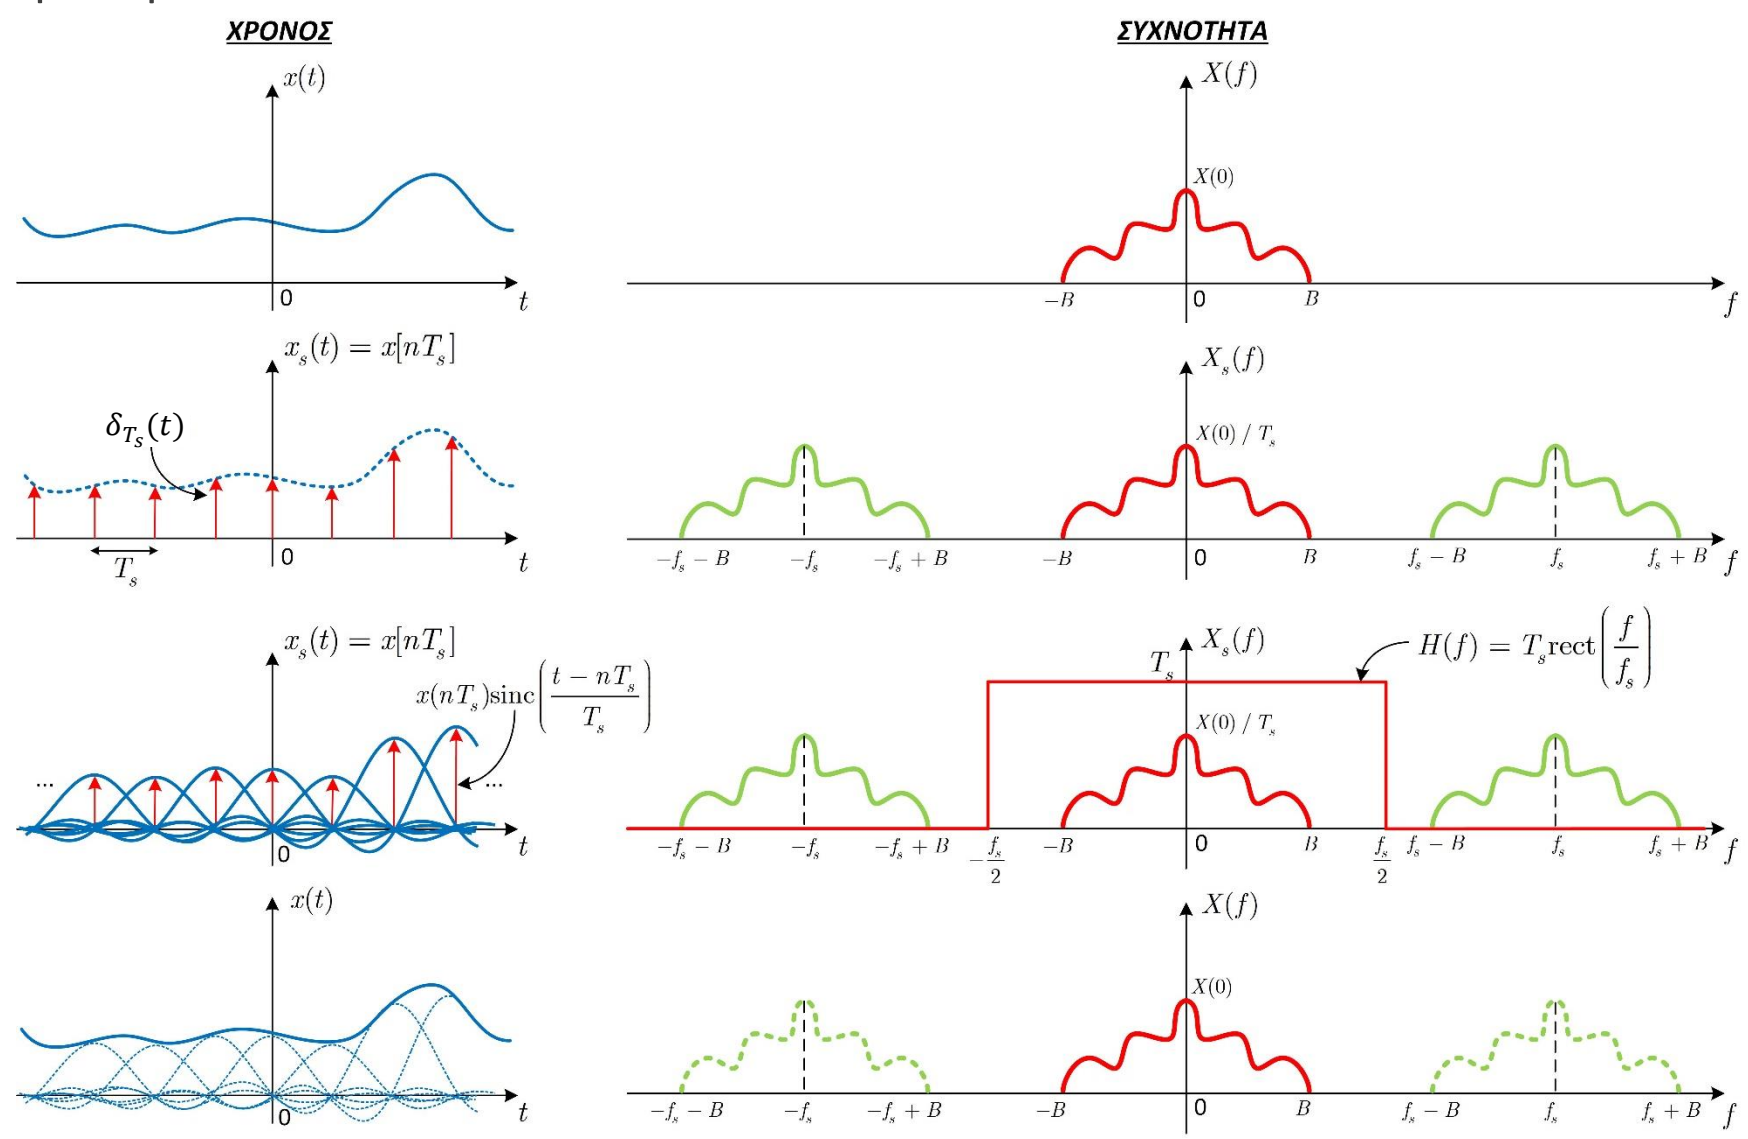 ΧΡΟΝΟΣ
ΣΥΧΝΟΤΗΤΑ
x(t)
X(f)
X(0)
0
t
−B
0
B
f
x_s(t) = x[nT_s]
X_s(f)
δ_{T_s}(t)
X(0) / T_s
T_s
0
t
−f_s − B
−f_s
−f_s + B
−B
0
B
f_s − B
f_s
f_s + B
f
x_s(t) = x[nT_s]
X_s(f)
H(f) = T_s rect(f/f_s)
T_s
x(nT_s)sinc((t − nT_s)/T_s)
X(0) / T_s
...
...
0
t
−f_s − B
−f_s
−f_s + B
−f_s/2
−B
0
B
f_s/2
f_s − B
f_s
f_s + B
f
x(t)
X(f)
X(0)
0
t
−f_s − B
−f_s
−f_s + B
−B
0
B
f_s − B
f_s
f_s + B
f